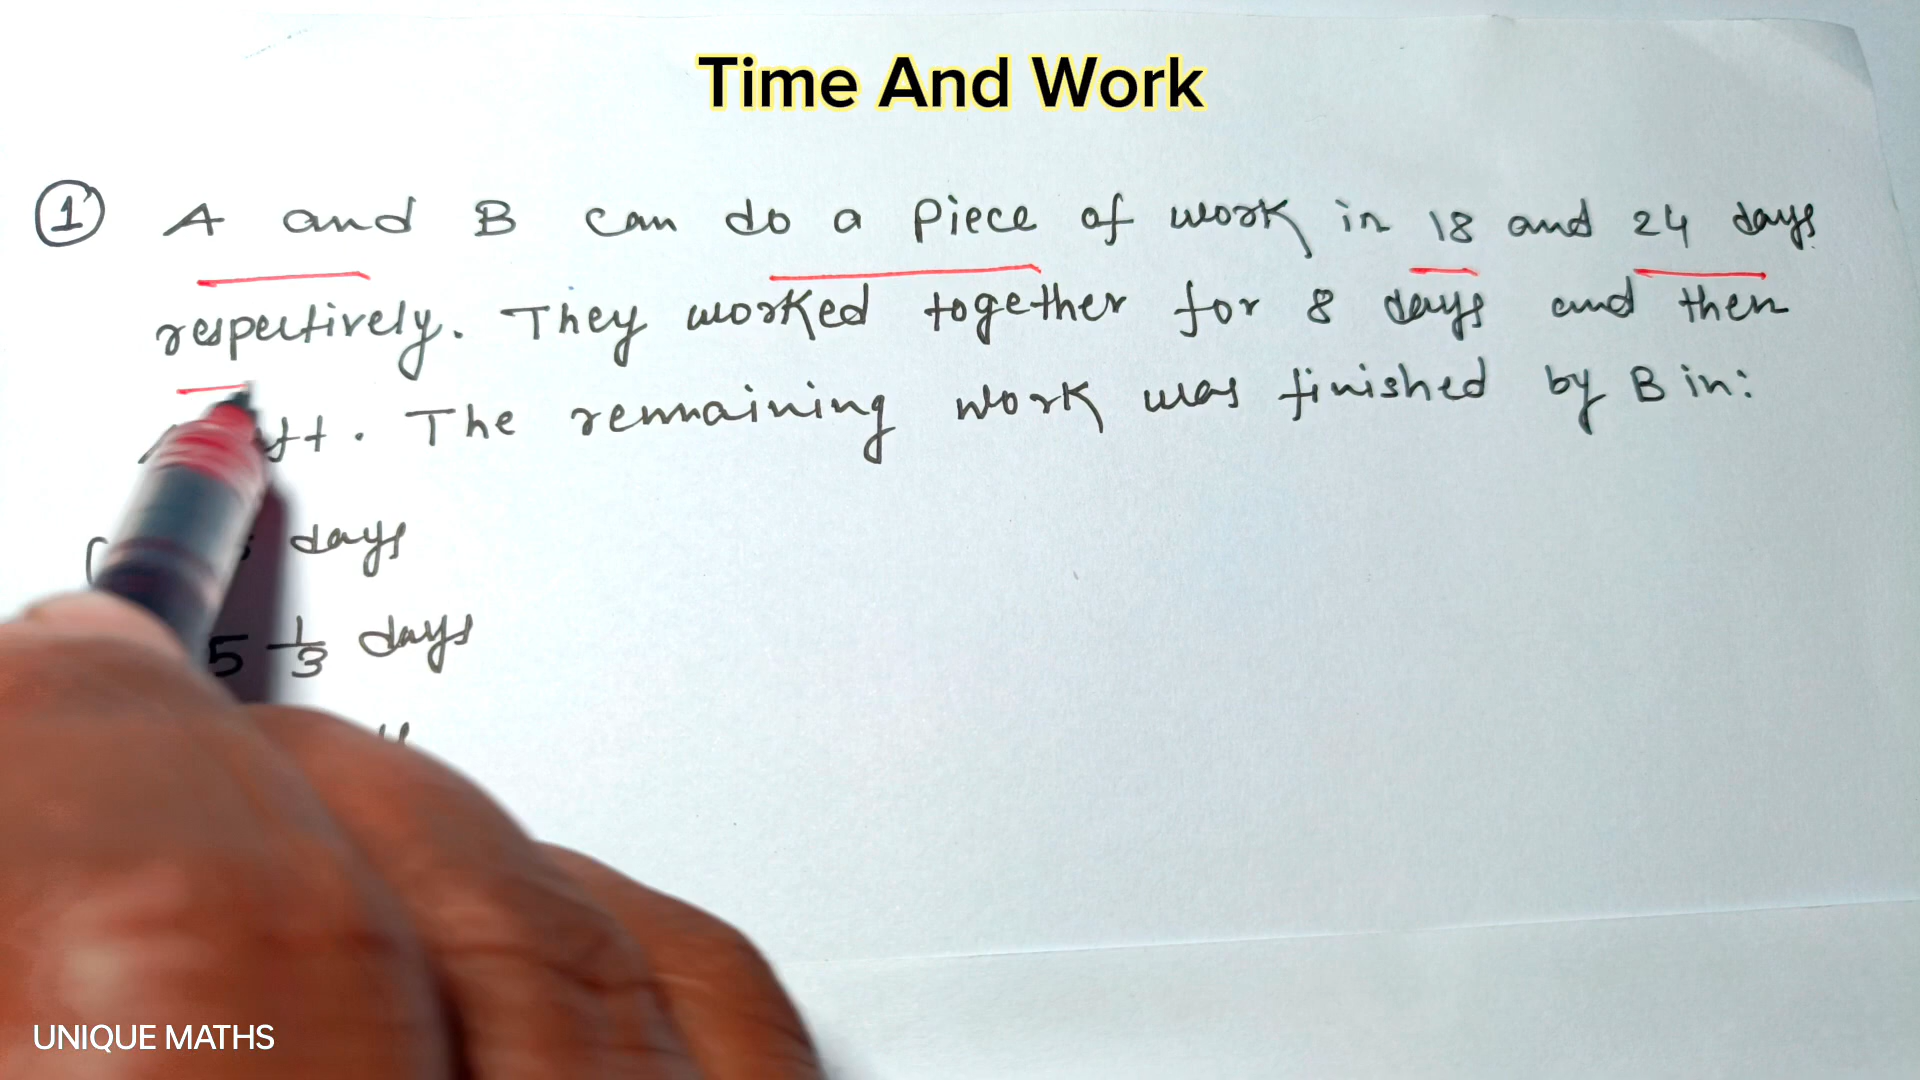 Time And Work
1 A and B can do a Piece of work in 18 and 24 days
respectively. They worked together for 8 days and then
The remaining work was finished by B in:
days
5 1/3 days
UNIQUE MATHS